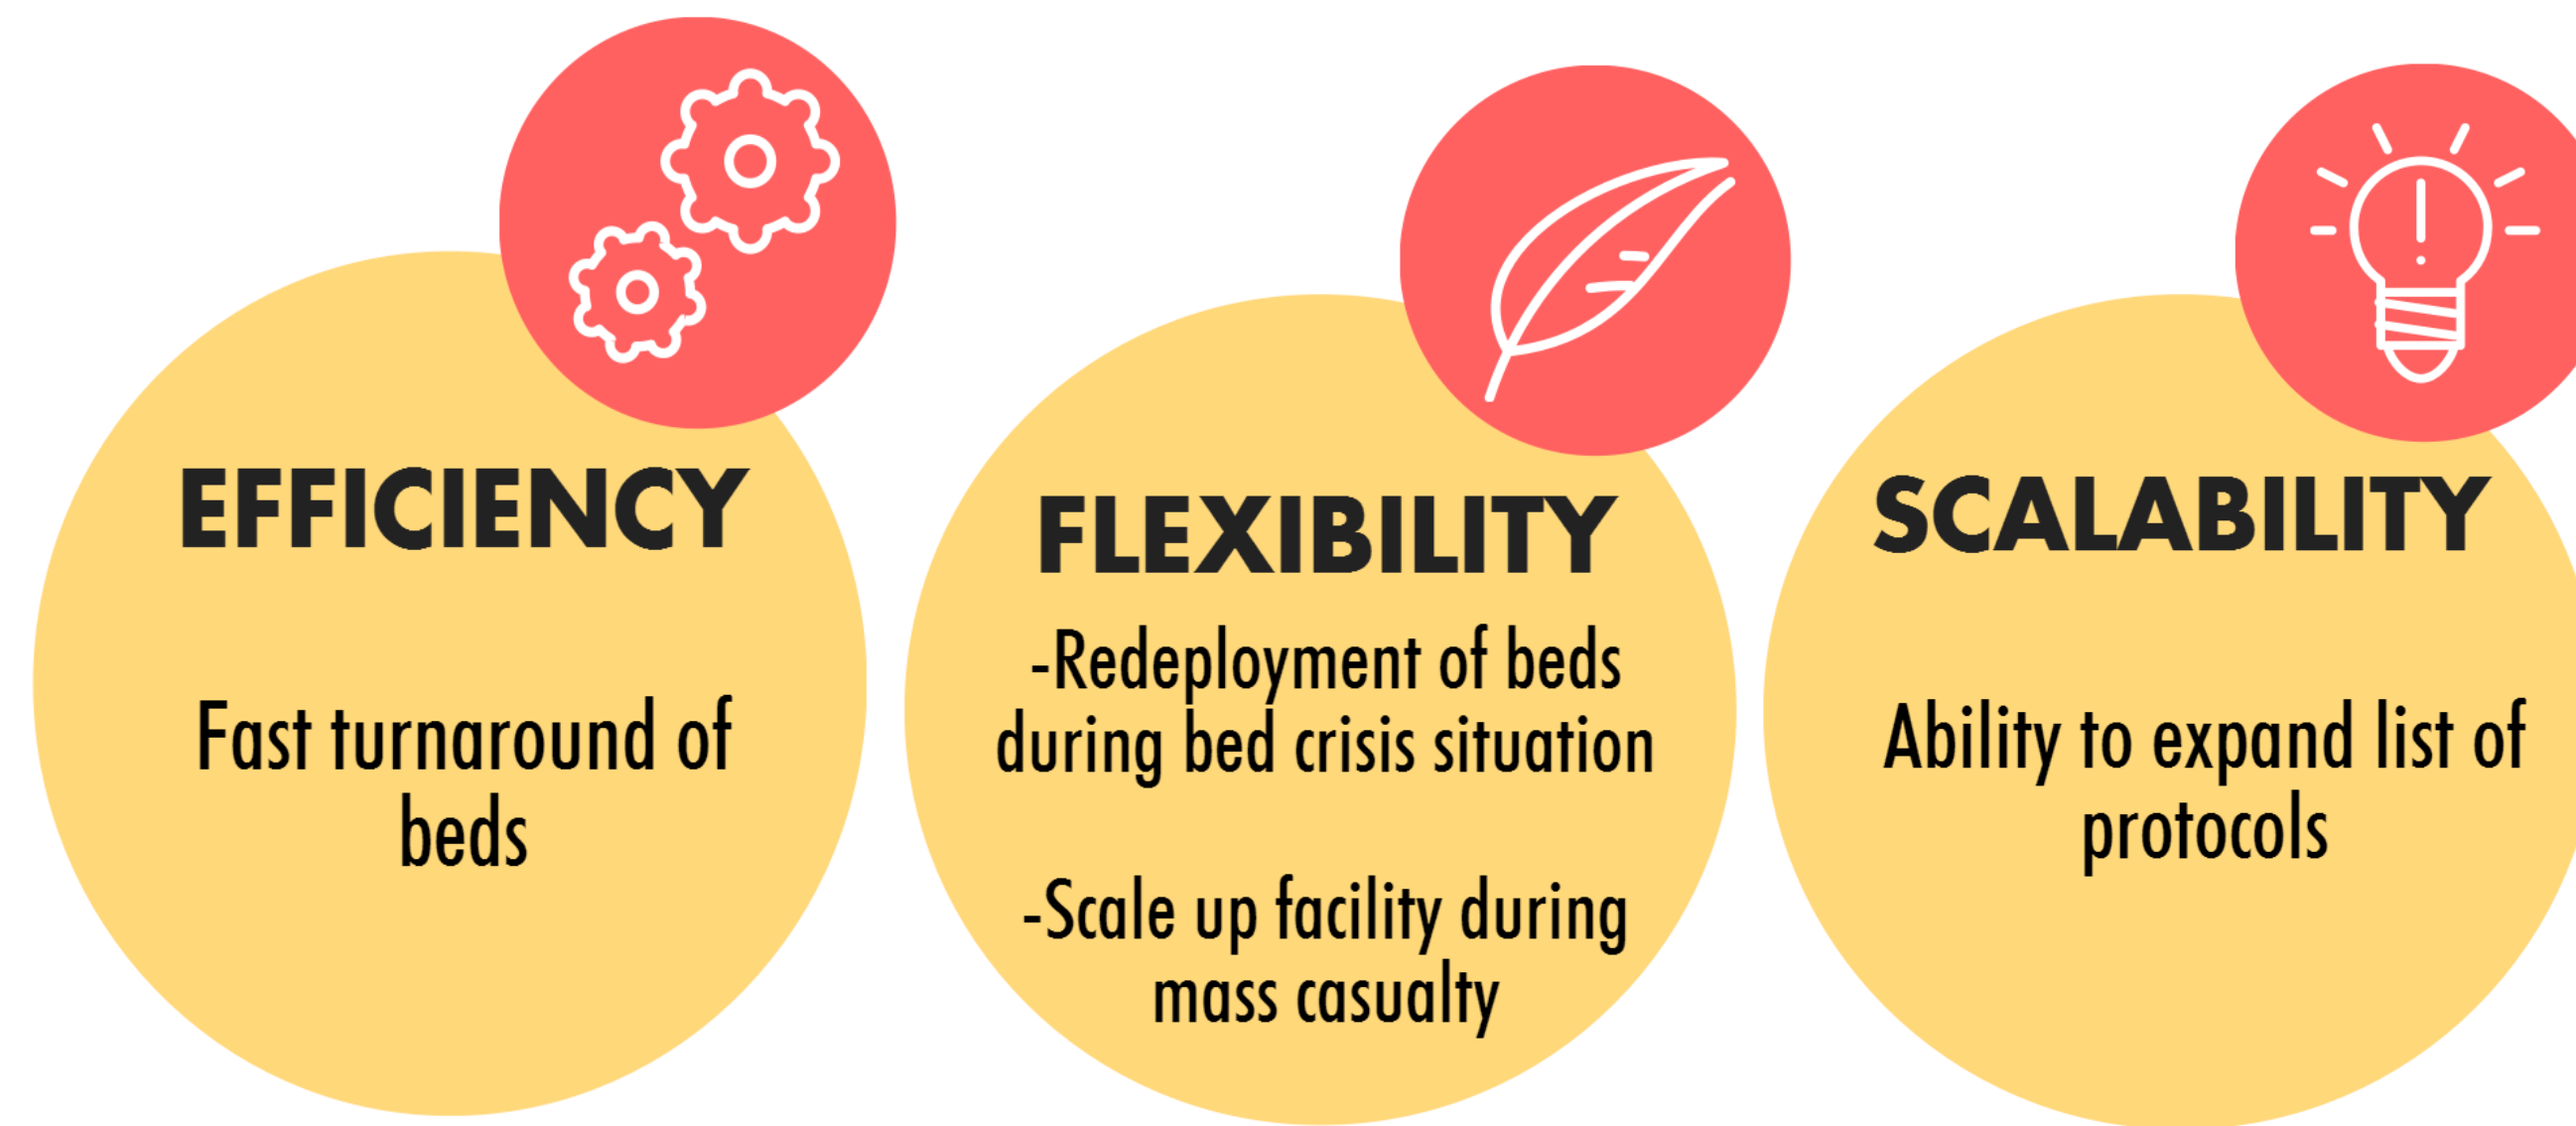 EFFICIENCY
Fast turnaround of
beds
FLEXIBILITY
-Redeployment of beds
during bed crisis situation
-Scale up facility during
mass casualty
SCALABILITY
Ability to expand list of
protocols